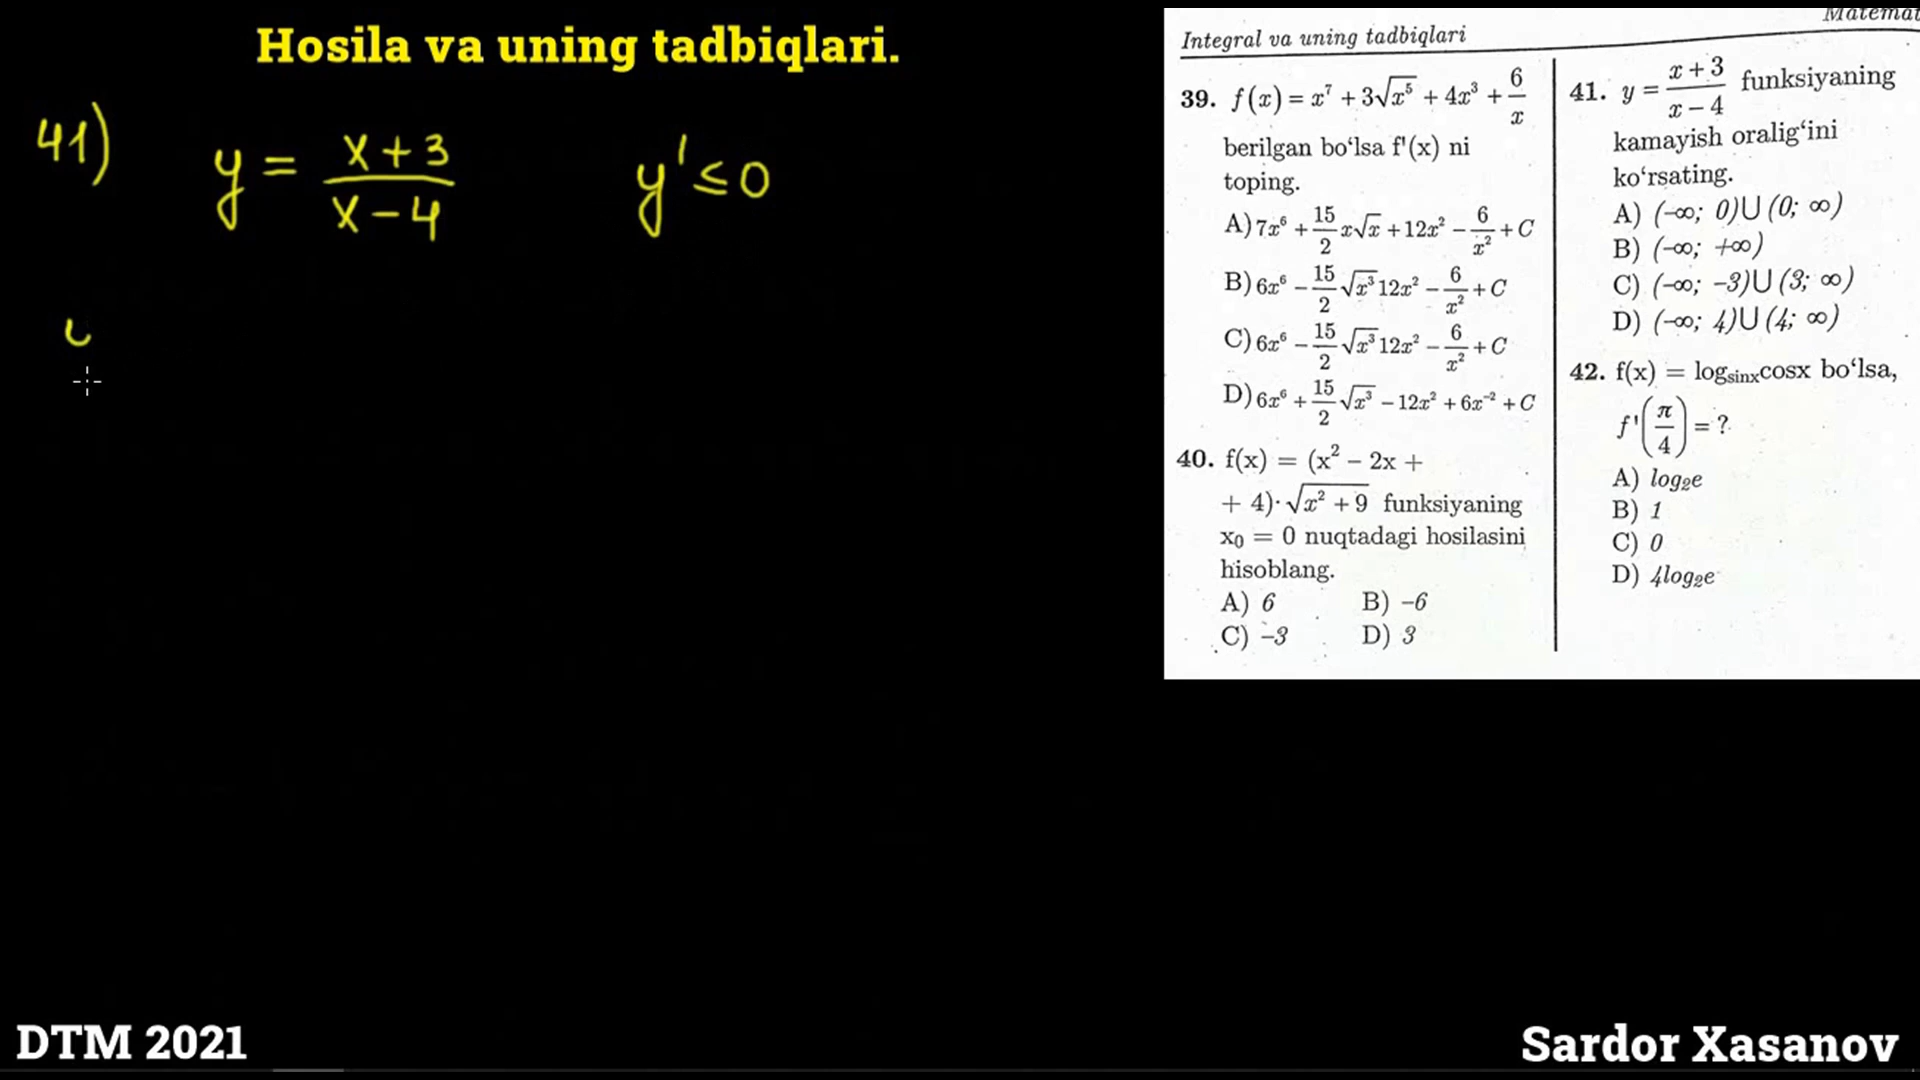 Hosila va uning tadbiqlari.
41) y = (x+3)/(x-4) y' ≤ 0
Integral va uning tadbiqlari
39. f(x) = x⁷ + 3√(x⁵) + 4x³ + 6/x
berilgan bo‘lsa f'(x) ni
toping.
A) 7x⁶ + 15/2 x√x + 12x² − 6/x² + C
B) 6x⁶ − 15/2 √(x³) 12x² − 6/x² + C
C) 6x⁶ − 15/2 √(x³) 12x² − 6/x² + C
D) 6x⁶ + 15/2 √(x³) − 12x² + 6x⁻² + C
40. f(x) = (x² − 2x +
+ 4)·√(x² + 9) funksiyaning
x₀ = 0 nuqtadagi hosilasini
hisoblang.
A) 6 B) –6
C) –3 D) 3
41. y = (x + 3)/(x − 4) funksiyaning
kamayish oralig‘ini
ko‘rsating.
A) (-∞; 0)U(0; ∞)
B) (-∞; +∞)
C) (-∞; -3)U(3; ∞)
D) (-∞; 4)U(4; ∞)
42. f(x) = log_sinx cosx bo‘lsa,
f'(π/4) = ?
A) log₂e
B) 1
C) 0
D) 4log₂e
DTM 2021
Sardor Xasanov